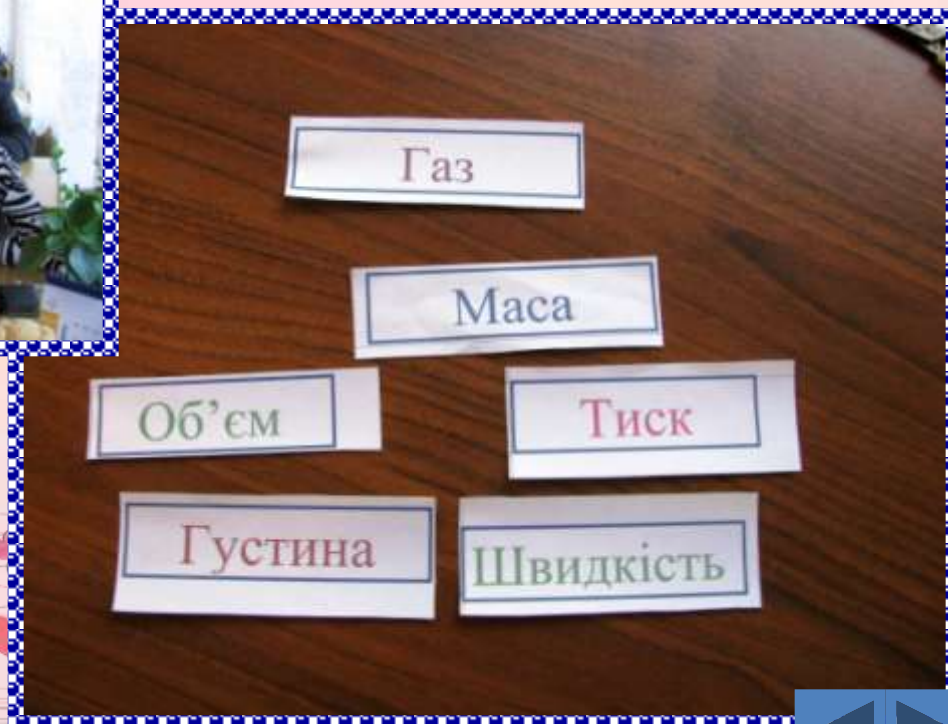 Газ
Маса
Об’єм
Тиск
Густина
Швидкість